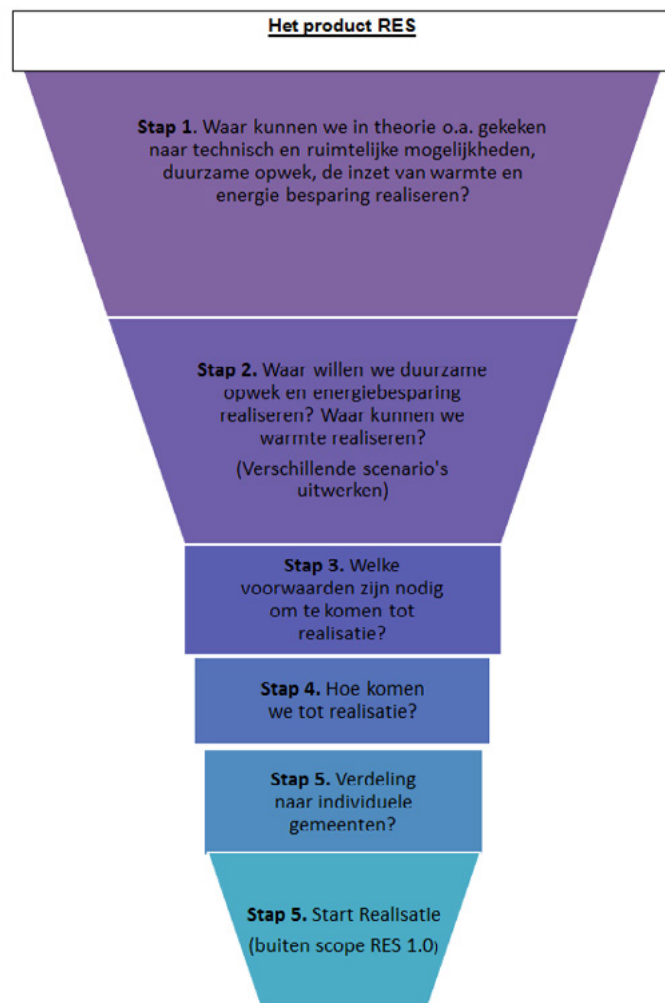 Het product RES
Stap 1. Waar kunnen we in theorie o.a. gekeken
naar technisch en ruimtelijke mogelijkheden,
duurzame opwek, de inzet van warmte en
energie besparing realiseren?
Stap 2. Waar willen we duurzame
opwek en energiebesparing
realiseren? Waar kunnen we
warmte realiseren?
(Verschillende scenario's
uitwerken)
Stap 3. Welke
voorwaarden zijn nodig
om te komen tot
realisatie?
Stap 4. Hoe komen
we tot realisatie?
Stap 5. Verdeling
naar individuele
gemeenten?
Stap 5. Start Realisatie
(buiten scope RES 1.0)